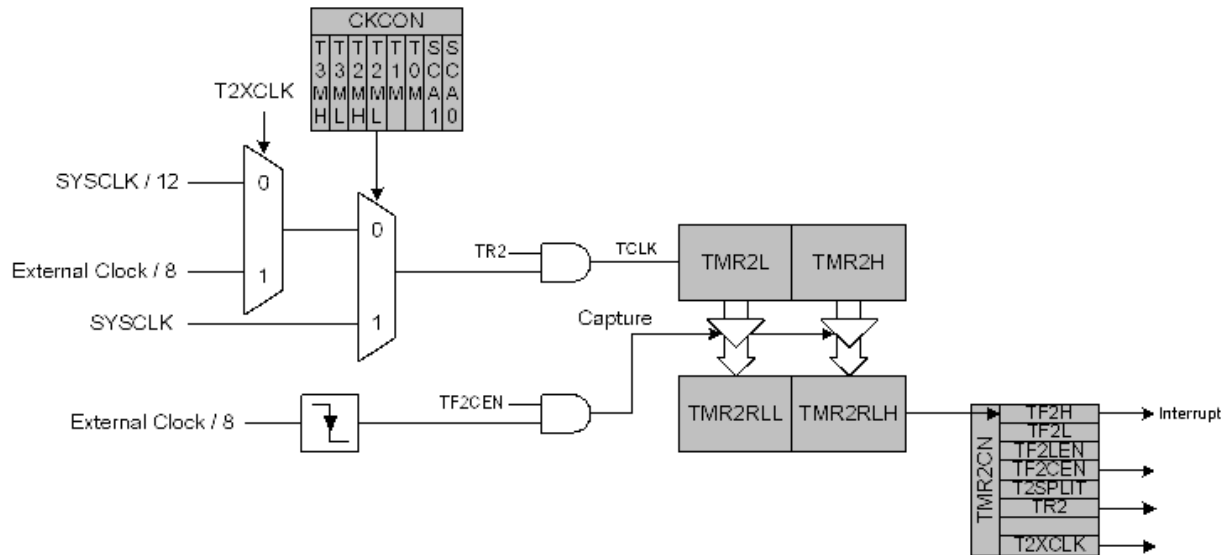 CKCON
T3MH
T3ML
T2MH
T2ML
T1M
T0M
SCA1
SCA0
T2XCLK
SYSCLK / 12
0
External Clock / 8
1
0
SYSCLK
1
TR2
TCLK
TMR2L
TMR2H
Capture
TMR2RLL
TMR2RLH
TF2CEN
External Clock / 8
TMR2CN
TF2H
TF2L
TF2LEN
TF2CEN
T2SPLIT
TR2
T2XCLK
Interrupt